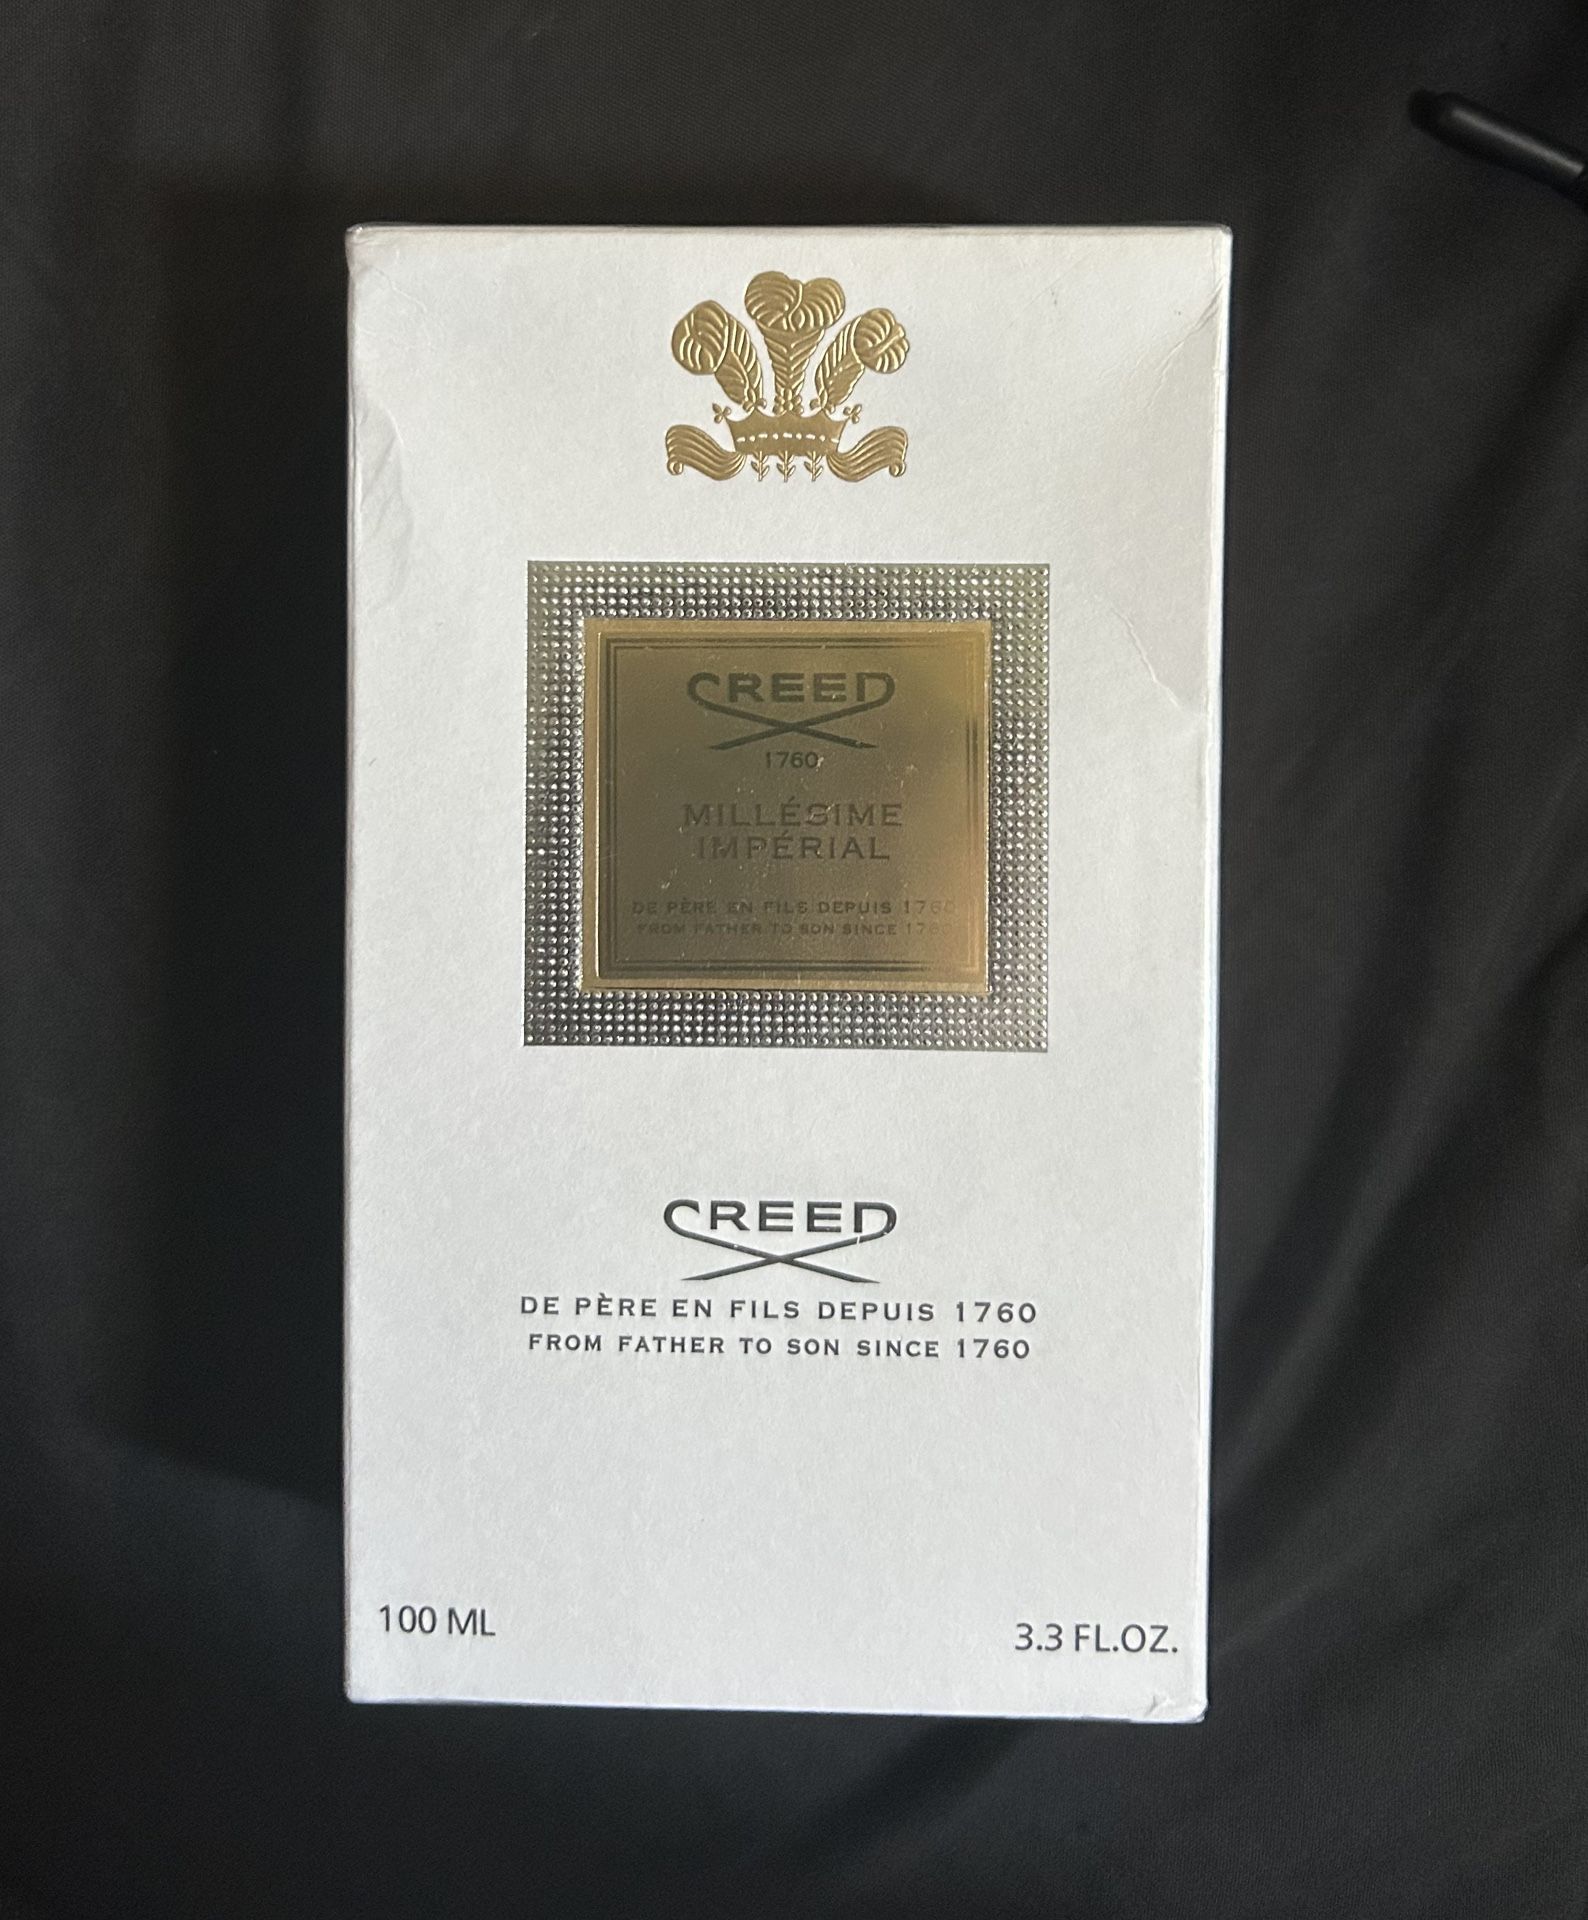 CREED
1760
MILLÉSIME
IMPÉRIAL
DE PÈRE EN FILS DEPUIS 1760
FROM FATHER TO SON SINCE 1760
CREED
DE PÈRE EN FILS DEPUIS 1760
FROM FATHER TO SON SINCE 1760
100 ML
3.3 FL.OZ.